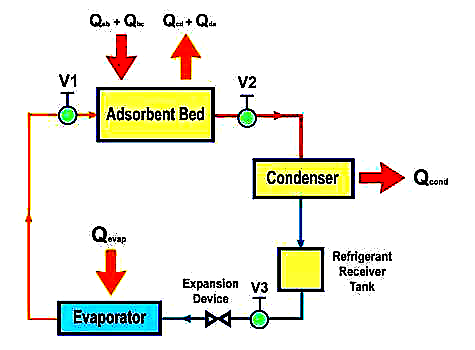 Qab + Qbc
Qcd + Qda
V1
V2
Adsorbent Bed
Condenser
Qcond
Qevap
Refrigerant
Receiver
Tank
Expansion
Device
V3
Evaporator